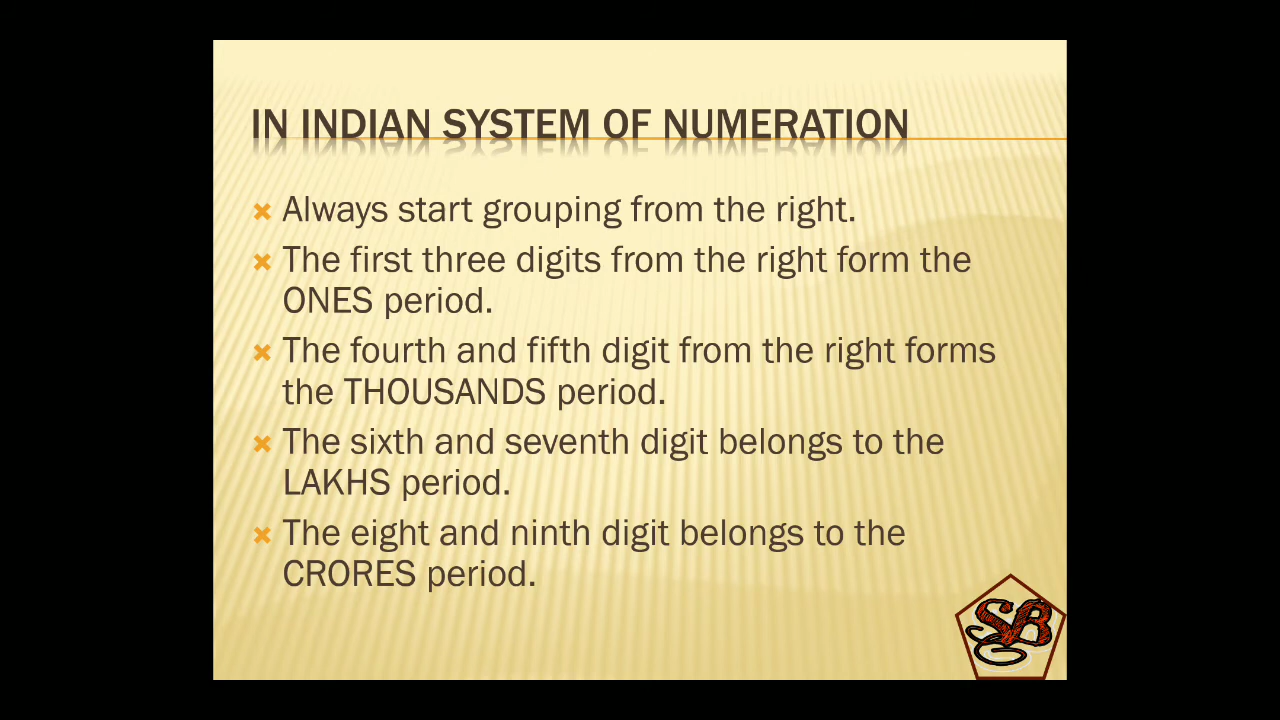 IN INDIAN SYSTEM OF NUMERATION
Always start grouping from the right.
The first three digits from the right form the
ONES period.
The fourth and fifth digit from the right forms
the THOUSANDS period.
The sixth and seventh digit belongs to the
LAKHS period.
The eight and ninth digit belongs to the
CRORES period.
SB